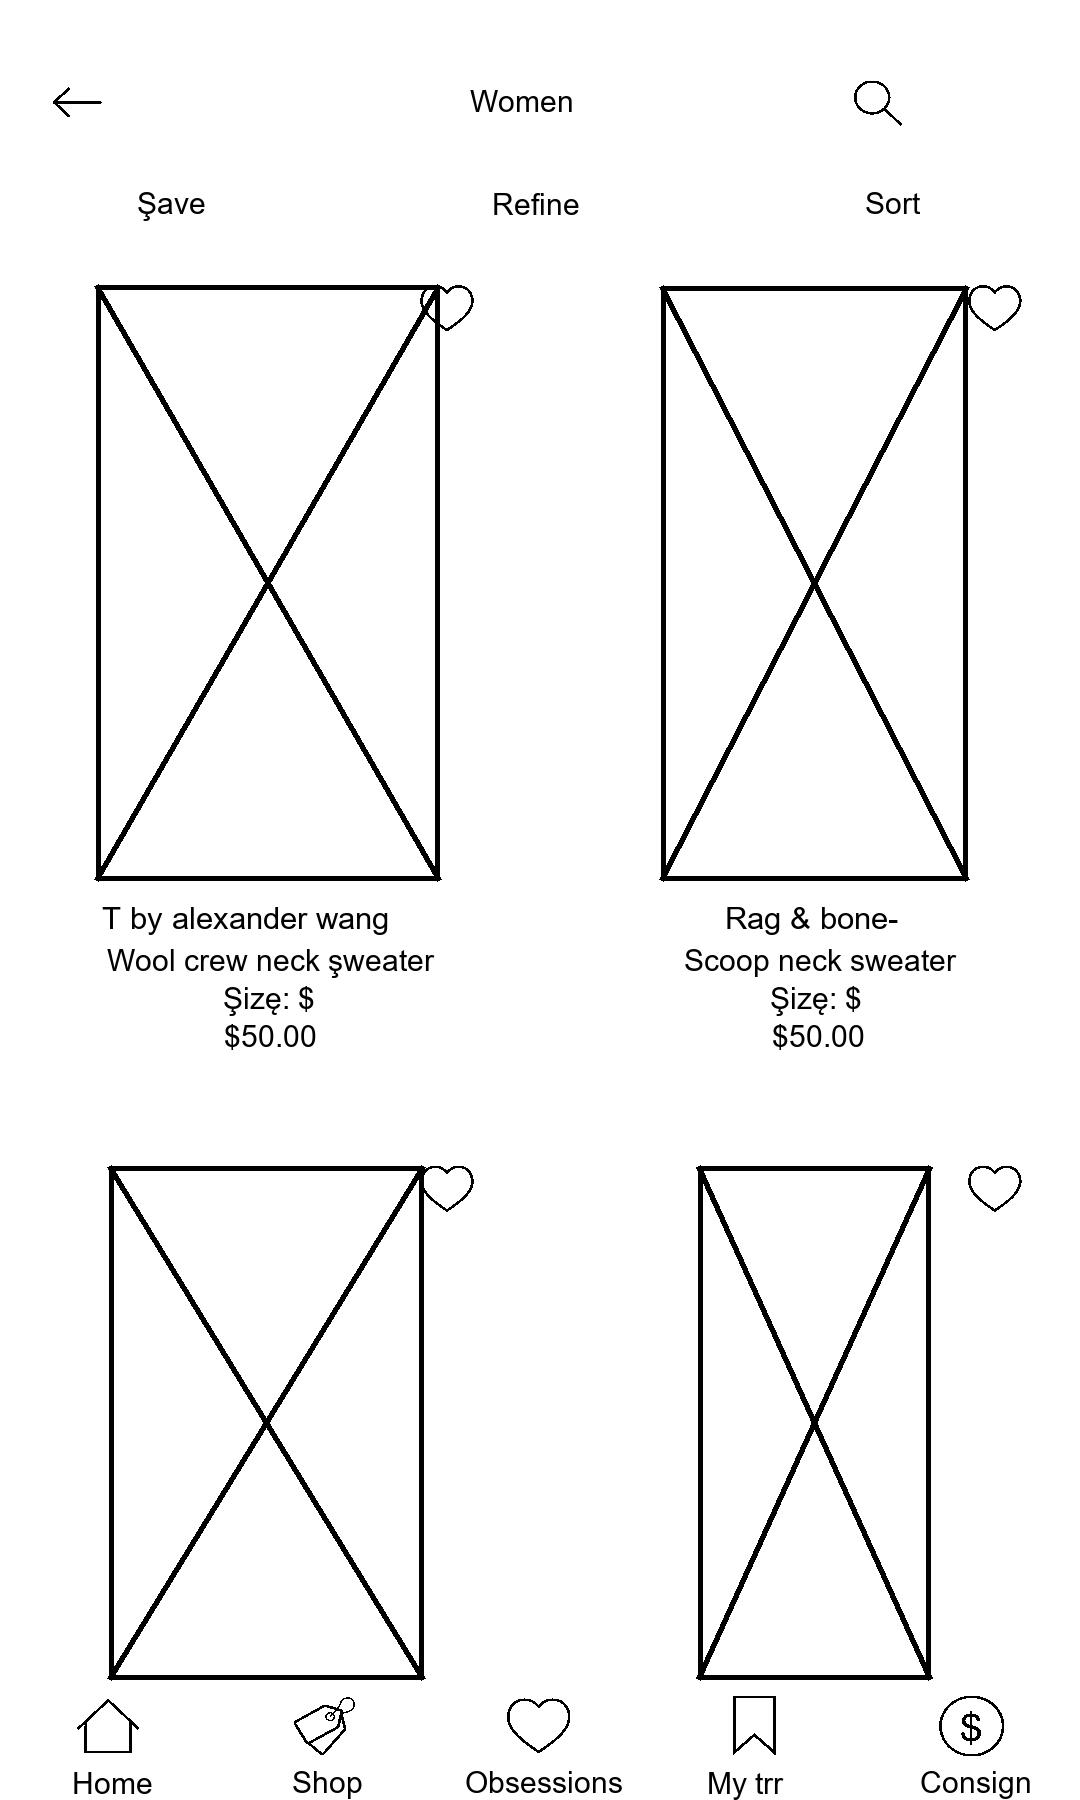 Women
Şave Refine Sort
T by alexander wang
Wool crew neck şweater
Şizę: $
$50.00
Rag & bone-
Scoop neck sweater
Şizę: $
$50.00
$
Home Shop Obsessions My trr Consign